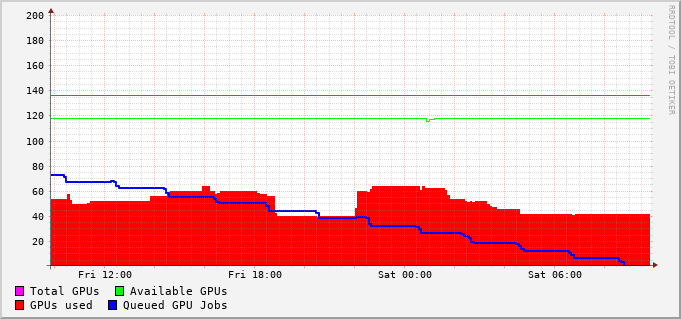 200
180
160
140
120
100
80
60
40
20
Fri 12:00 Fri 18:00 Sat 00:00 Sat 06:00
Total GPUs Available GPUs
GPUs used Queued GPU Jobs
RRDTOOL / TOBI OETIKER